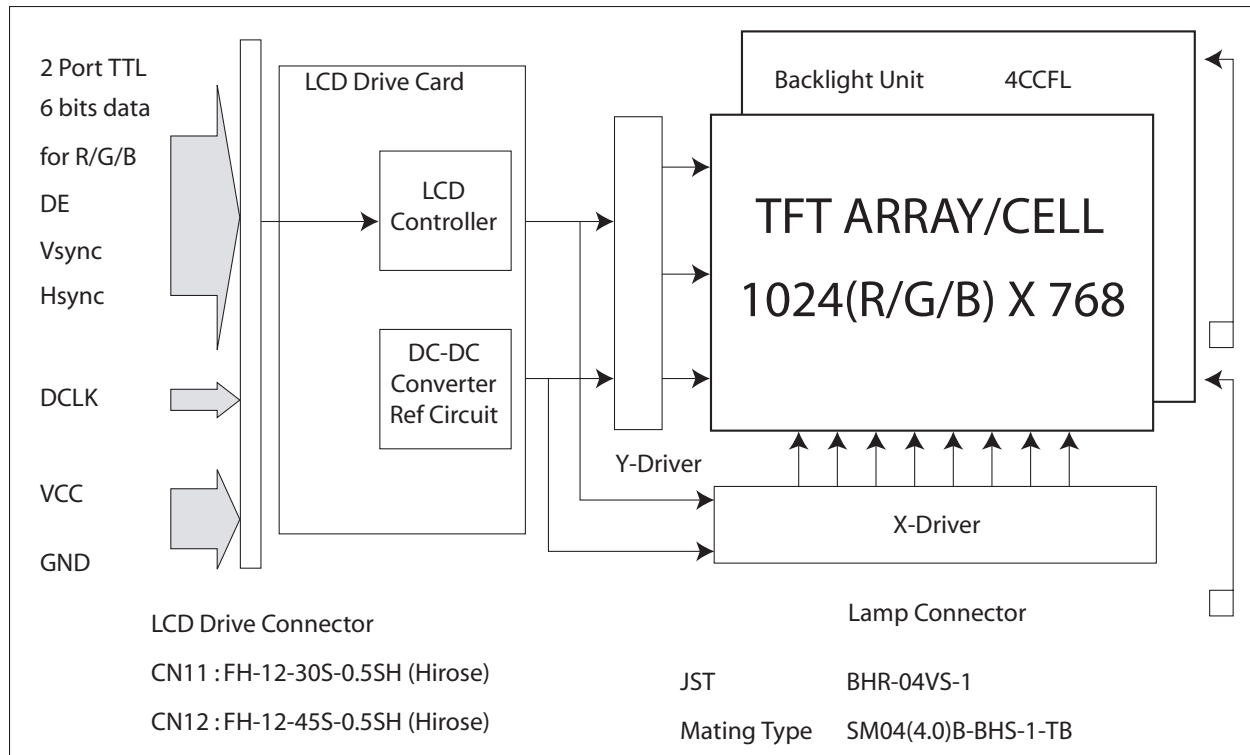 2 Port TTL
6 bits data
for R/G/B
DE
Vsync
Hsync
DCLK
VCC
GND
LCD Drive Card
LCD
Controller
DC-DC
Converter
Ref Circuit
Y-Driver
Backlight Unit 4CCFL
TFT ARRAY/CELL
1024(R/G/B) X 768
X-Driver
LCD Drive Connector
CN11 : FH-12-30S-0.5SH (Hirose)
CN12 : FH-12-45S-0.5SH (Hirose)
Lamp Connector
JST BHR-04VS-1
Mating Type SM04(4.0)B-BHS-1-TB